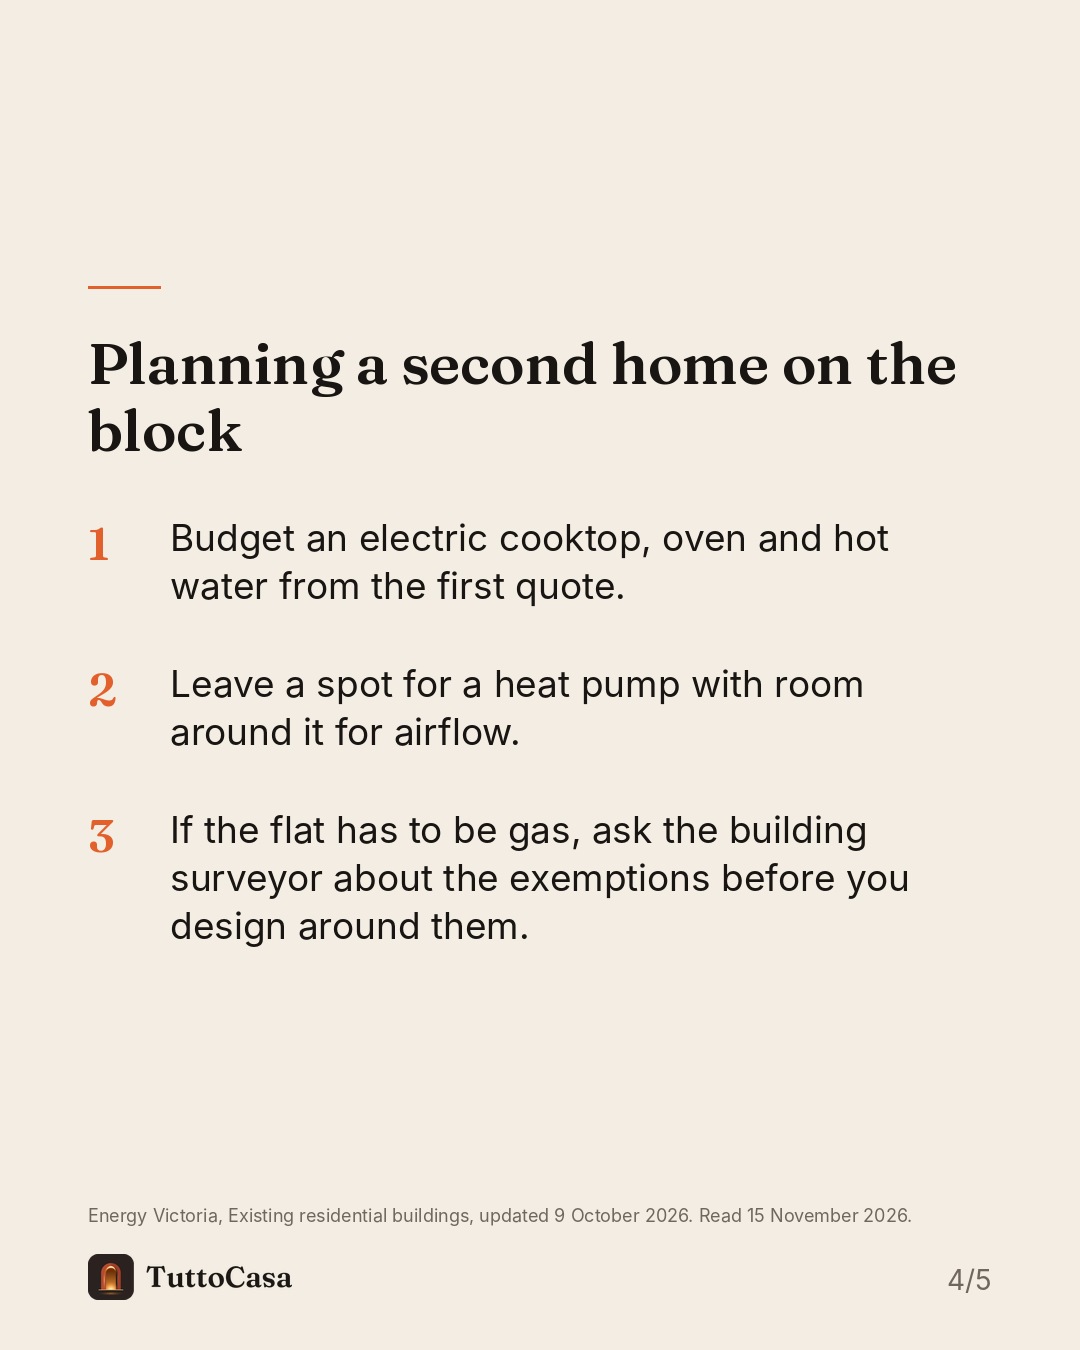 Planning a second home on the
block
1 Budget an electric cooktop, oven and hot
water from the first quote.
2 Leave a spot for a heat pump with room
around it for airflow.
3 If the flat has to be gas, ask the building
surveyor about the exemptions before you
design around them.
Energy Victoria, Existing residential buildings, updated 9 October 2026. Read 15 November 2026.
TuttoCasa
4/5